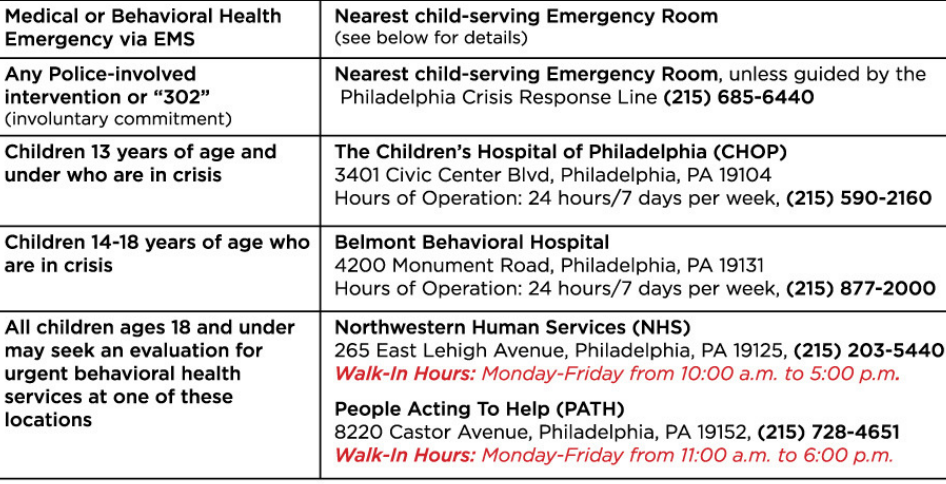 Medical or Behavioral Health
Emergency via EMS
Nearest child-serving Emergency Room
(see below for details)
Any Police-involved
intervention or “302”
(involuntary commitment)
Nearest child-serving Emergency Room, unless guided by the
Philadelphia Crisis Response Line (215) 685-6440
Children 13 years of age and
under who are in crisis
The Children’s Hospital of Philadelphia (CHOP)
3401 Civic Center Blvd, Philadelphia, PA 19104
Hours of Operation: 24 hours/7 days per week, (215) 590-2160
Children 14-18 years of age who
are in crisis
Belmont Behavioral Hospital
4200 Monument Road, Philadelphia, PA 19131
Hours of Operation: 24 hours/7 days per week, (215) 877-2000
All children ages 18 and under
may seek an evaluation for
urgent behavioral health
services at one of these
locations
Northwestern Human Services (NHS)
265 East Lehigh Avenue, Philadelphia, PA 19125, (215) 203-5440
Walk-In Hours: Monday-Friday from 10:00 a.m. to 5:00 p.m.
People Acting To Help (PATH)
8220 Castor Avenue, Philadelphia, PA 19152, (215) 728-4651
Walk-In Hours: Monday-Friday from 11:00 a.m. to 6:00 p.m.